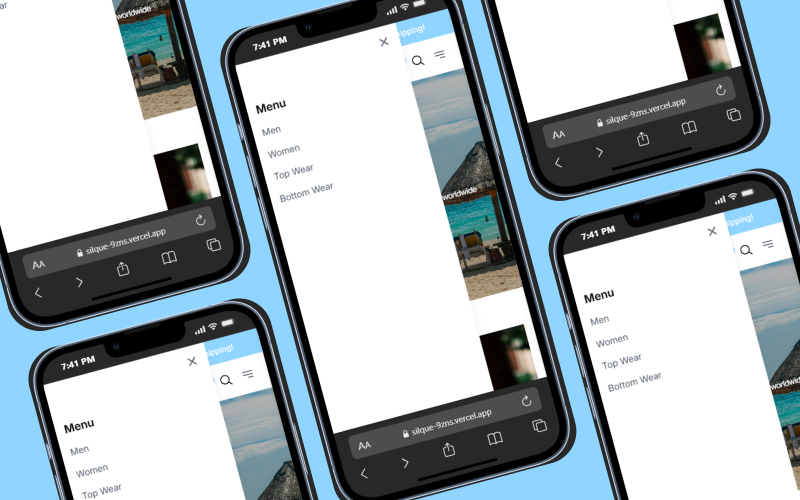 ar
worldwide
AA silque-9zns.vercel.app
7:41 PM
hipping!
Menu
Men
Women
Top Wear
7:41 PM
ipping!
Menu
Men
Women
Top Wear
Bottom Wear
worldwide
AA silque-9zns.vercel.app
AA silque-9zns.vercel.app
7:41 PM
ipping!
Menu
Men
Women
Top Wear
Bottom Wear
worldwide